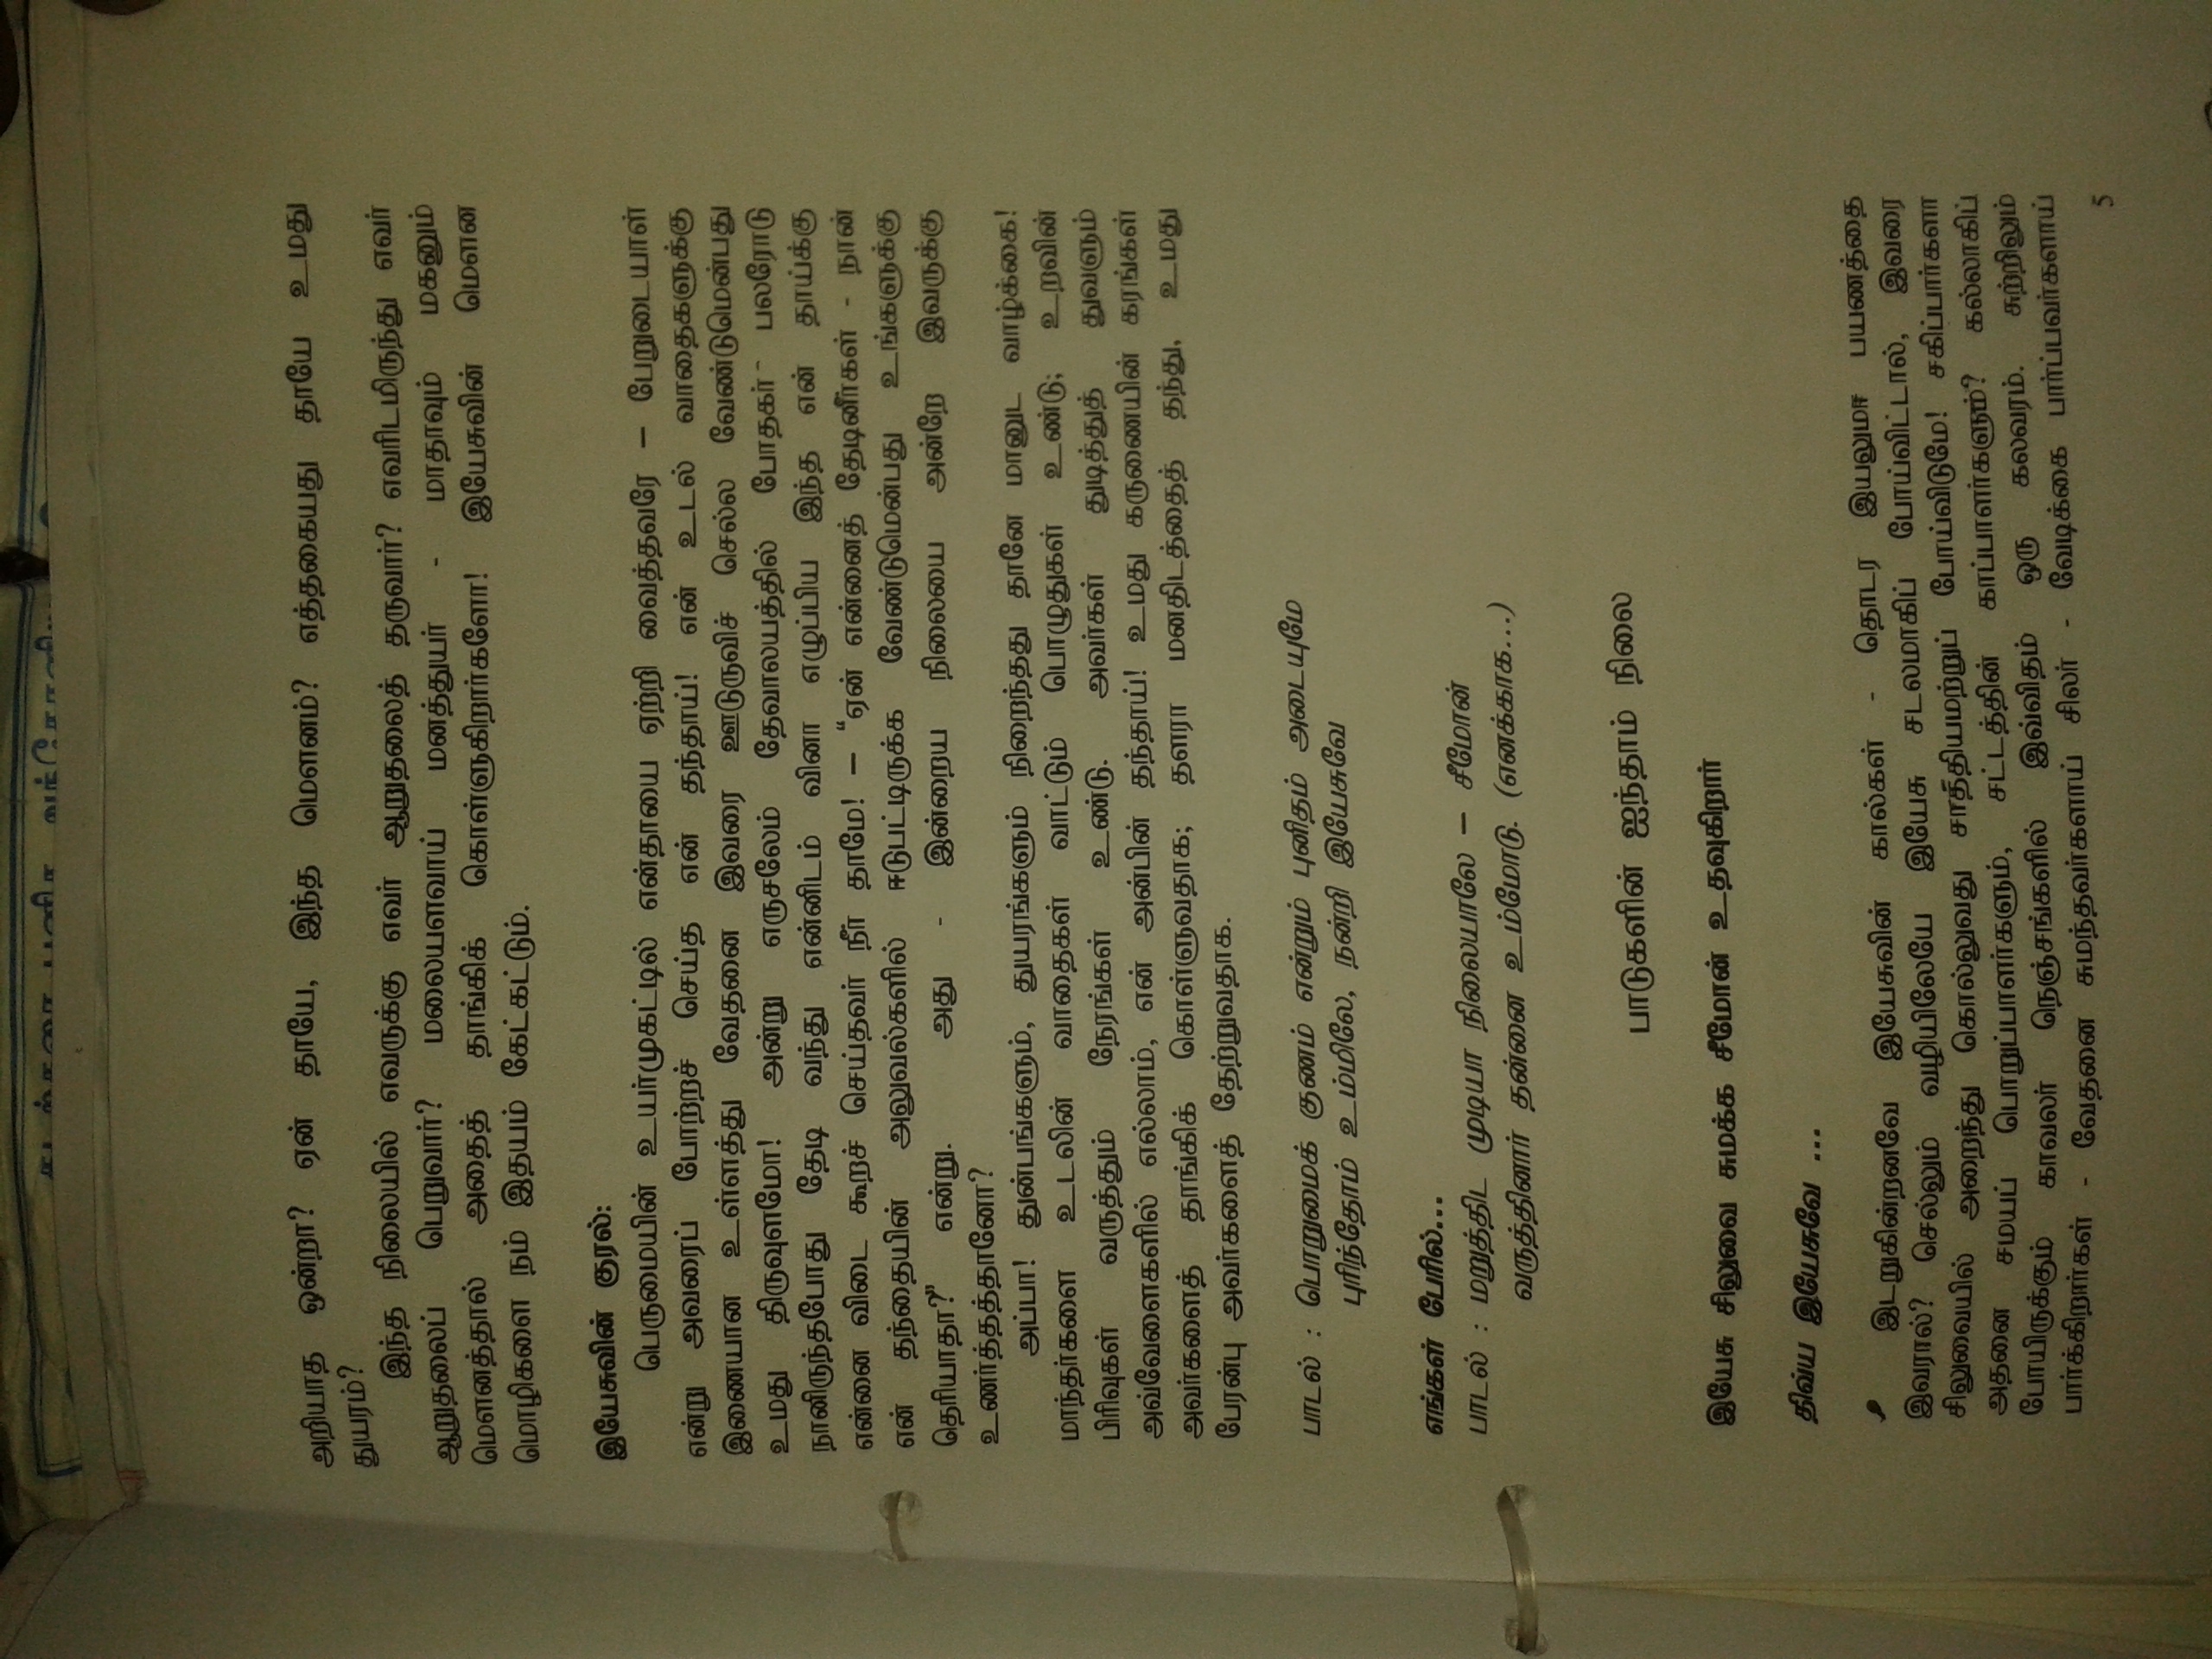 அறியாத ஒன்றா? ஏன் தாயே, இந்த மௌனம்? எத்தகையது தாயே உமது
துயரம்?
இந்த நிலையில் எவருக்கு எவர் ஆறுதலைத் தருவார்? எவரிடமிருந்து எவர்
ஆறுதலைப் பெறுவார்? மலையளவாய் மனத்துயர் - மாதாவும் மகனும்
மௌனத்தால் அதைத் தாங்கிக் கொள்ளுகிறார்களோ! இயேசுவின் மௌன
மொழிகளை நம் இதயம் கேட்கட்டும்.
இயேசுவின் குரல்:
பெருமையின் உயர்முகட்டில் என்தாயை ஏற்றி வைத்தவரே – பேறுடையாள்
என்று அவரைப் போற்றச் செய்த என் தந்தாய்! என் உடல் வாதைகளுக்கு
இணையான உள்ளத்து வேதனை இவரை ஊடுருவிச் செல்ல வேண்டுமென்பது
உமது திருவுளமோ! அன்று எருசலேம் தேவாலயத்தில் போதகர் பலரோடு
நானிருந்தபோது தேடி வந்து என்னிடம் வினா எழுப்பிய இந்த என் தாய்க்கு
என்னை விடை கூறச் செய்தவர் நீர் தாமே! – “ஏன் என்னைத் தேடினீர்கள் - நான்
என் தந்தையின் அலுவல்களில் ஈடுபட்டிருக்க வேண்டுமென்பது உங்களுக்கு
தெரியாதா?” என்று. அது - இன்றைய நிலையை அன்றே இவருக்கு
உணர்த்தத்தானோ?
அப்பா! துன்பங்களும், துயரங்களும் நிறைந்தது தானே மானுட வாழ்க்கை!
மாந்தர்களை உடலின் வாதைகள் வாட்டும் பொழுதுகள் உண்டு; உறவின்
பிரிவுகள் வருத்தும் நேரங்கள் உண்டு. அவர்கள் துடித்துத் துவளும்
அவ்வேளைகளில் எல்லாம், என் அன்பின் தந்தாய்! உமது கருணையின் கரங்கள்
அவர்களைத் தாங்கிக் கொள்ளுவதாக; தளரா மனதிடத்தைத் தந்து, உமது
பேரன்பு அவர்களைத் தேற்றுவதாக.
பாடல் : பொறுமைக் குணம் என்றும் புனிதம் அடையுமே
புரிந்தோம் உம்மிலே, நன்றி இயேசுவே
எங்கள் பேரில்...
பாடல் : மறுத்திட முடியா நிலையாலே – சீமோன்
வருத்தினார் தன்னை உம்மோடு. (எனக்காக...)
பாடுகளின் ஐந்தாம் நிலை
இயேசு சிலுவை சுமக்க சீமோன் உதவுகிறார்
திவ்ய இயேசுவே ...
இடறுகின்றனவே இயேசுவின் கால்கள் - தொடர இயலுமா பயணத்தை
இவரால்? செல்லும் வழியிலேயே இயேசு சடலமாகிப் போய்விட்டால், இவரை
சிலுவையில் அறைந்து கொல்லுவது சாத்தியமற்றுப் போய்விடுமே! சகிப்பார்களா
அதனை சமயப் பொறுப்பாளர்களும், சட்டத்தின் காப்பாளர்களும்? கல்லாகிப்
போயிருக்கும் காவலர் நெஞ்சங்களில் இவ்விதம் ஒரு கலவரம். சுற்றிலும்
பார்க்கிறார்கள் - வேதனை சுமந்தவர்களாய் சிலர் - வேடிக்கை பார்ப்பவர்களாய்
5